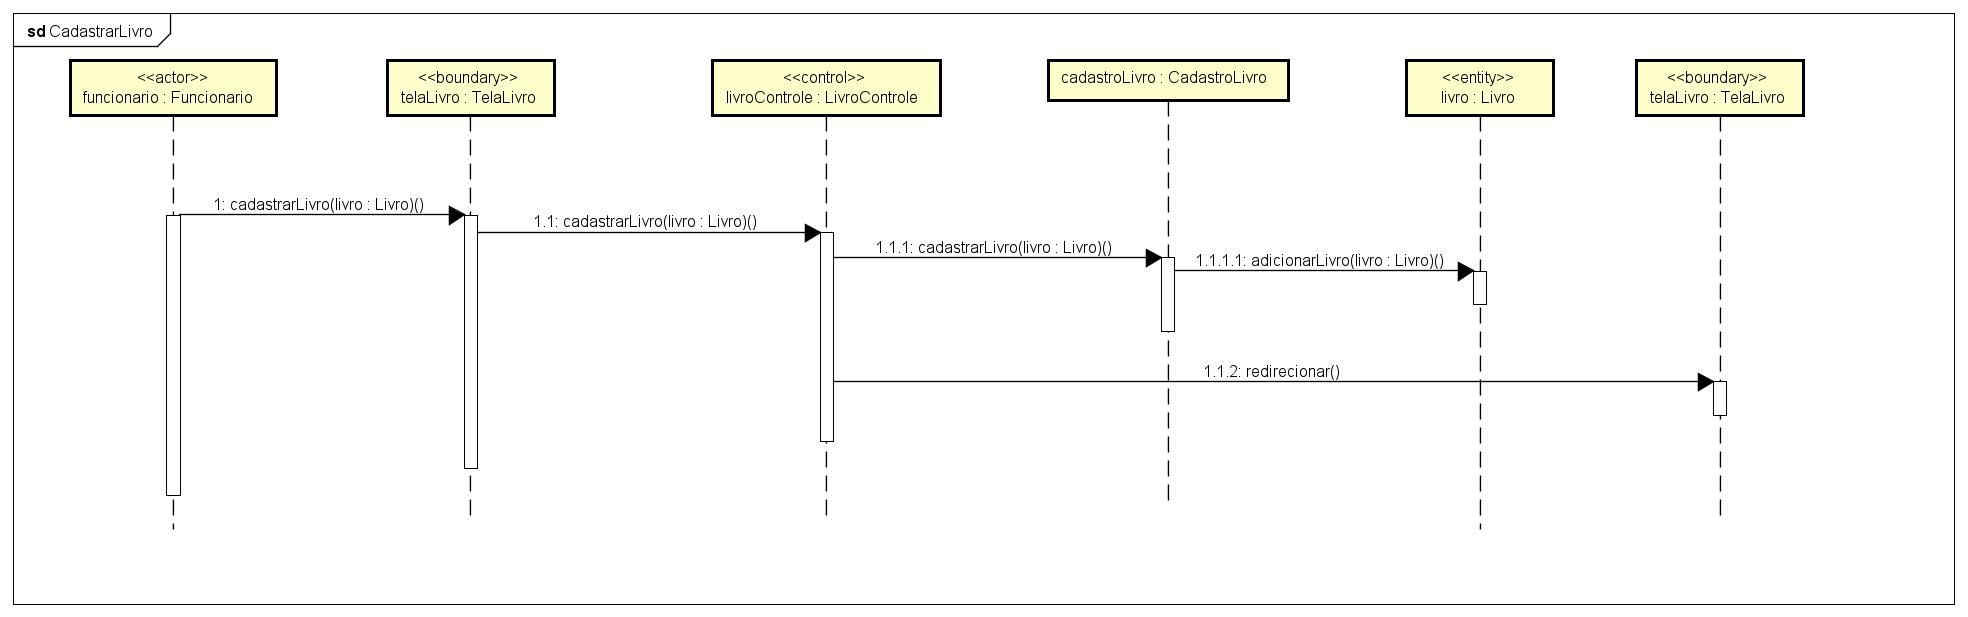 sd CadastrarLivro
<<actor>>
funcionario : Funcionario
<<boundary>>
telaLivro : TelaLivro
<<control>>
livroControle : LivroControle
cadastroLivro : CadastroLivro
<<entity>>
livro : Livro
<<boundary>>
telaLivro : TelaLivro
1: cadastrarLivro(livro : Livro)()
1.1: cadastrarLivro(livro : Livro)()
1.1.1: cadastrarLivro(livro : Livro)()
1.1.1.1: adicionarLivro(livro : Livro)()
1.1.2: redirecionar()